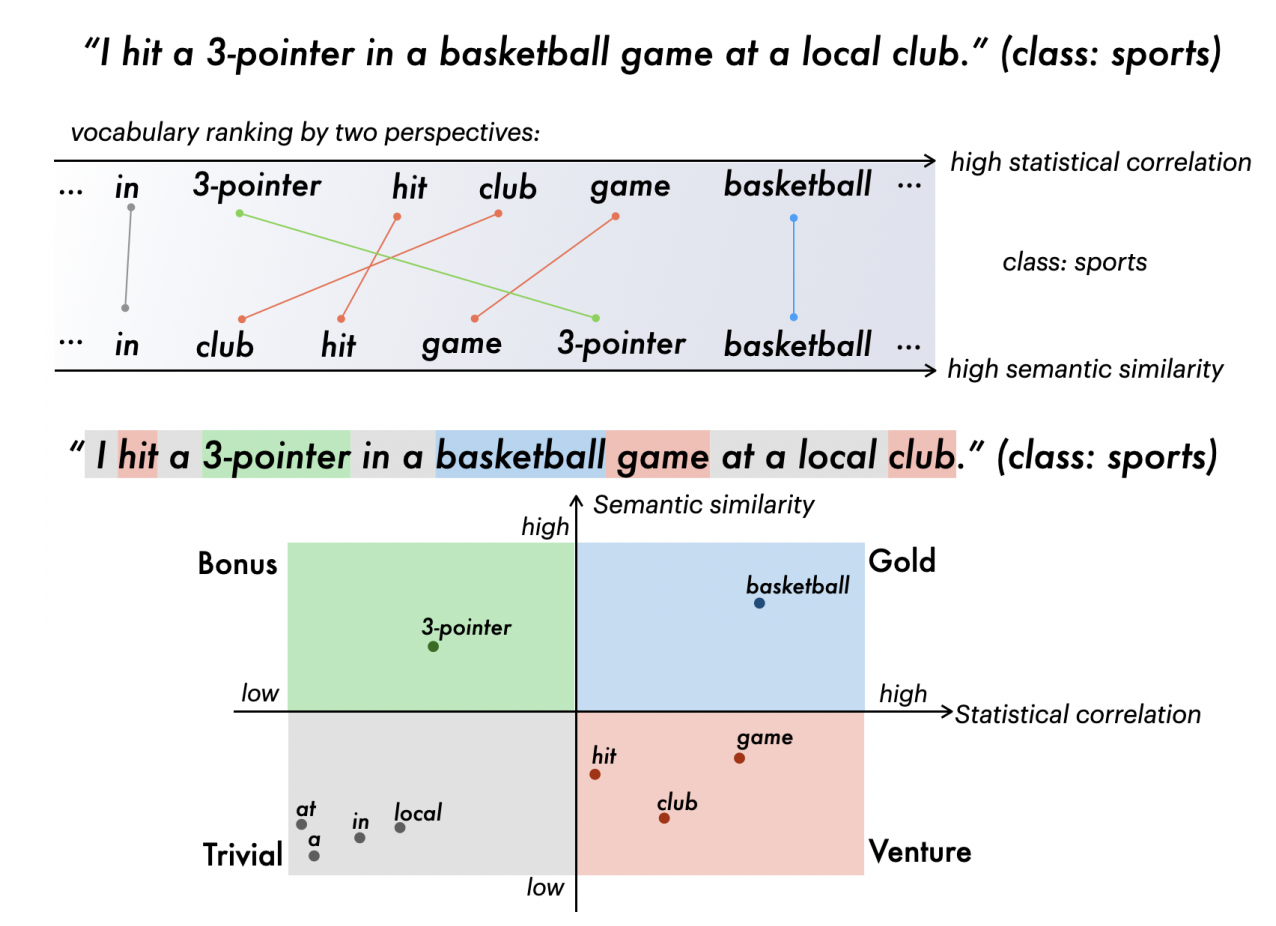 “I hit a 3-pointer in a basketball game at a local club.” (class: sports)
vocabulary ranking by two perspectives:
high statistical correlation
... in 3-pointer hit club game basketball ...
class: sports
... in club hit game 3-pointer basketball ...
high semantic similarity
“ I hit a 3-pointer in a basketball game at a local club.” (class: sports)
Semantic similarity
high
Bonus
Gold
basketball
3-pointer
low
high
Statistical correlation
game
hit
club
at
local
in
a
Trivial
Venture
low